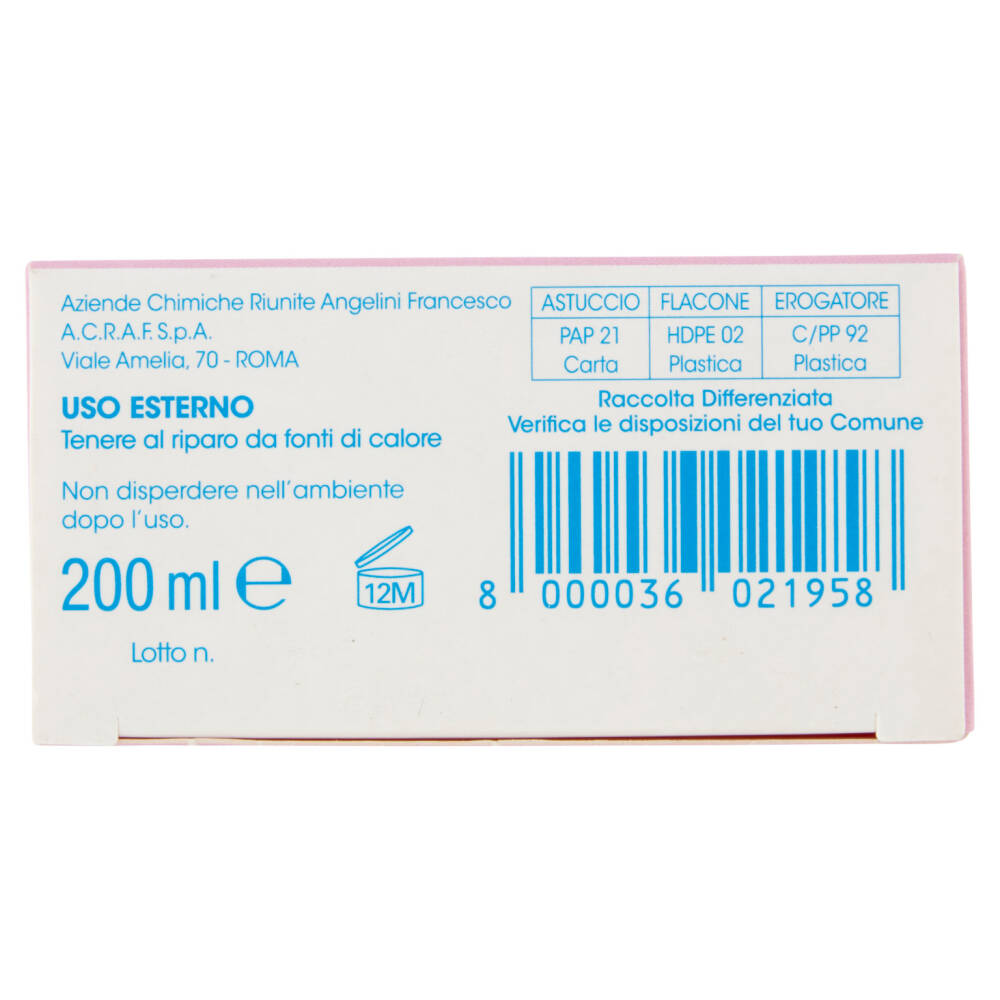 Aziende Chimiche Riunite Angelini Francesco
A.C.R.A.F. S.p.A.
Viale Amelia, 70 - ROMA
USO ESTERNO
Tenere al riparo da fonti di calore
Non disperdere nell'ambiente
dopo l'uso.
200 ml e
12M
Lotto n.
ASTUCCIO FLACONE EROGATORE
PAP 21 HDPE 02 C/PP 92
Carta Plastica Plastica
Raccolta Differenziata
Verifica le disposizioni del tuo Comune
8 000036 021958